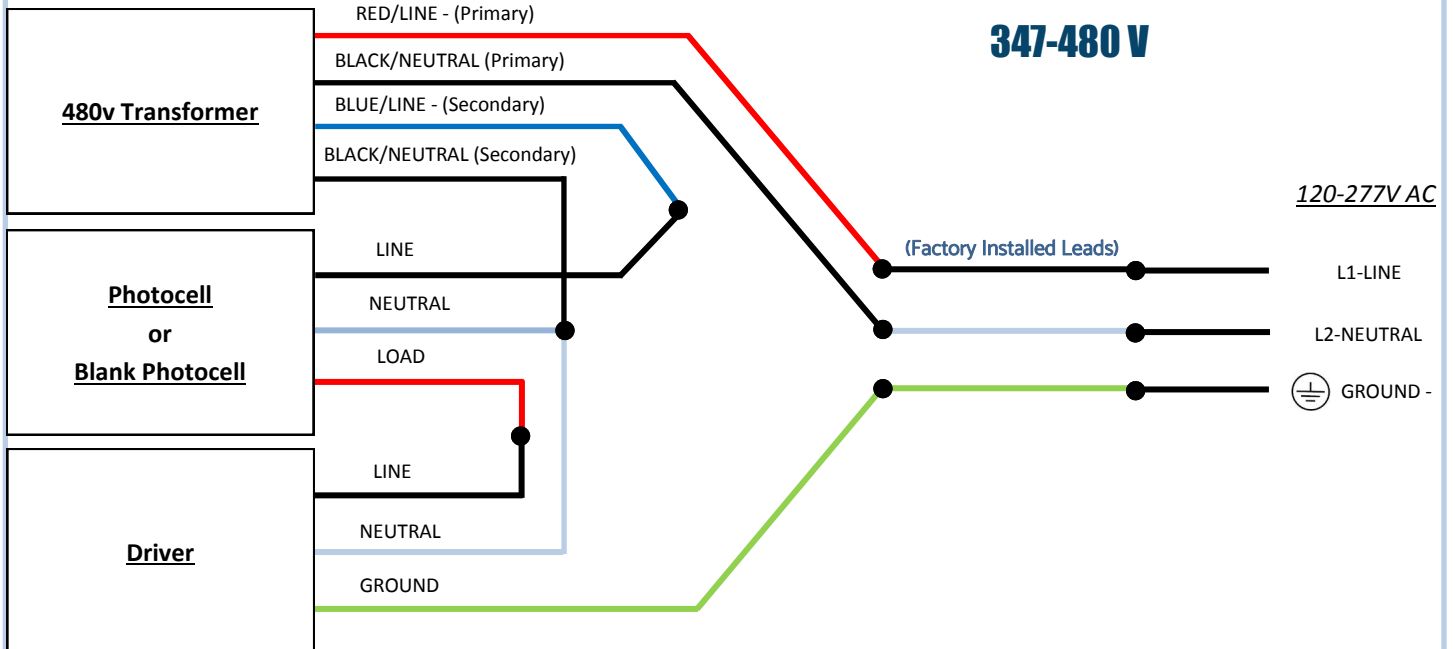 RED/LINE - (Primary)
347-480 V
BLACK/NEUTRAL (Primary)
BLUE/LINE - (Secondary)
480v Transformer
BLACK/NEUTRAL (Secondary)
120-277V AC
LINE
(Factory Installed Leads)
L1-LINE
Photocell
or
Blank Photocell
NEUTRAL
L2-NEUTRAL
LOAD
GROUND -
LINE
NEUTRAL
Driver
GROUND